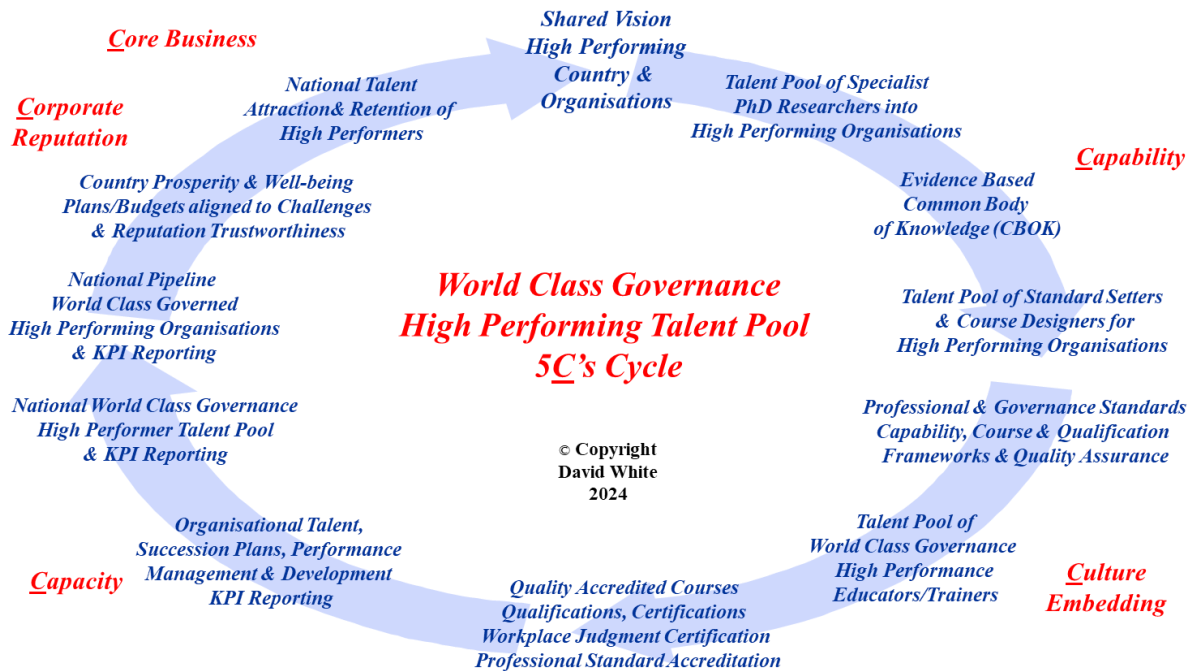 Core Business
Corporate
Reputation
Shared Vision
High Performing
Country &
Organisations
Talent Pool of Specialist
PhD Researchers into
High Performing Organisations
Capability
Evidence Based
Common Body
of Knowledge (CBOK)
Talent Pool of Standard Setters
& Course Designers for
High Performing Organisations
Professional & Governance Standards
Capability, Course & Qualification
Frameworks & Quality Assurance
Talent Pool of
World Class Governance
High Performance
Educators/Trainers
Culture
Embedding
Quality Accredited Courses
Qualifications, Certifications
Workplace Judgment Certification
Professional Standard Accreditation
Organisational Talent,
Succession Plans, Performance
Management & Development
KPI Reporting
Capacity
National World Class Governance
High Performer Talent Pool
& KPI Reporting
National Pipeline
World Class Governed
High Performing Organisations
& KPI Reporting
Country Prosperity & Well-being
Plans/Budgets aligned to Challenges
& Reputation Trustworthiness
National Talent
Attraction& Retention of
High Performers
World Class Governance
High Performing Talent Pool
5C’s Cycle
© Copyright
David White
2024